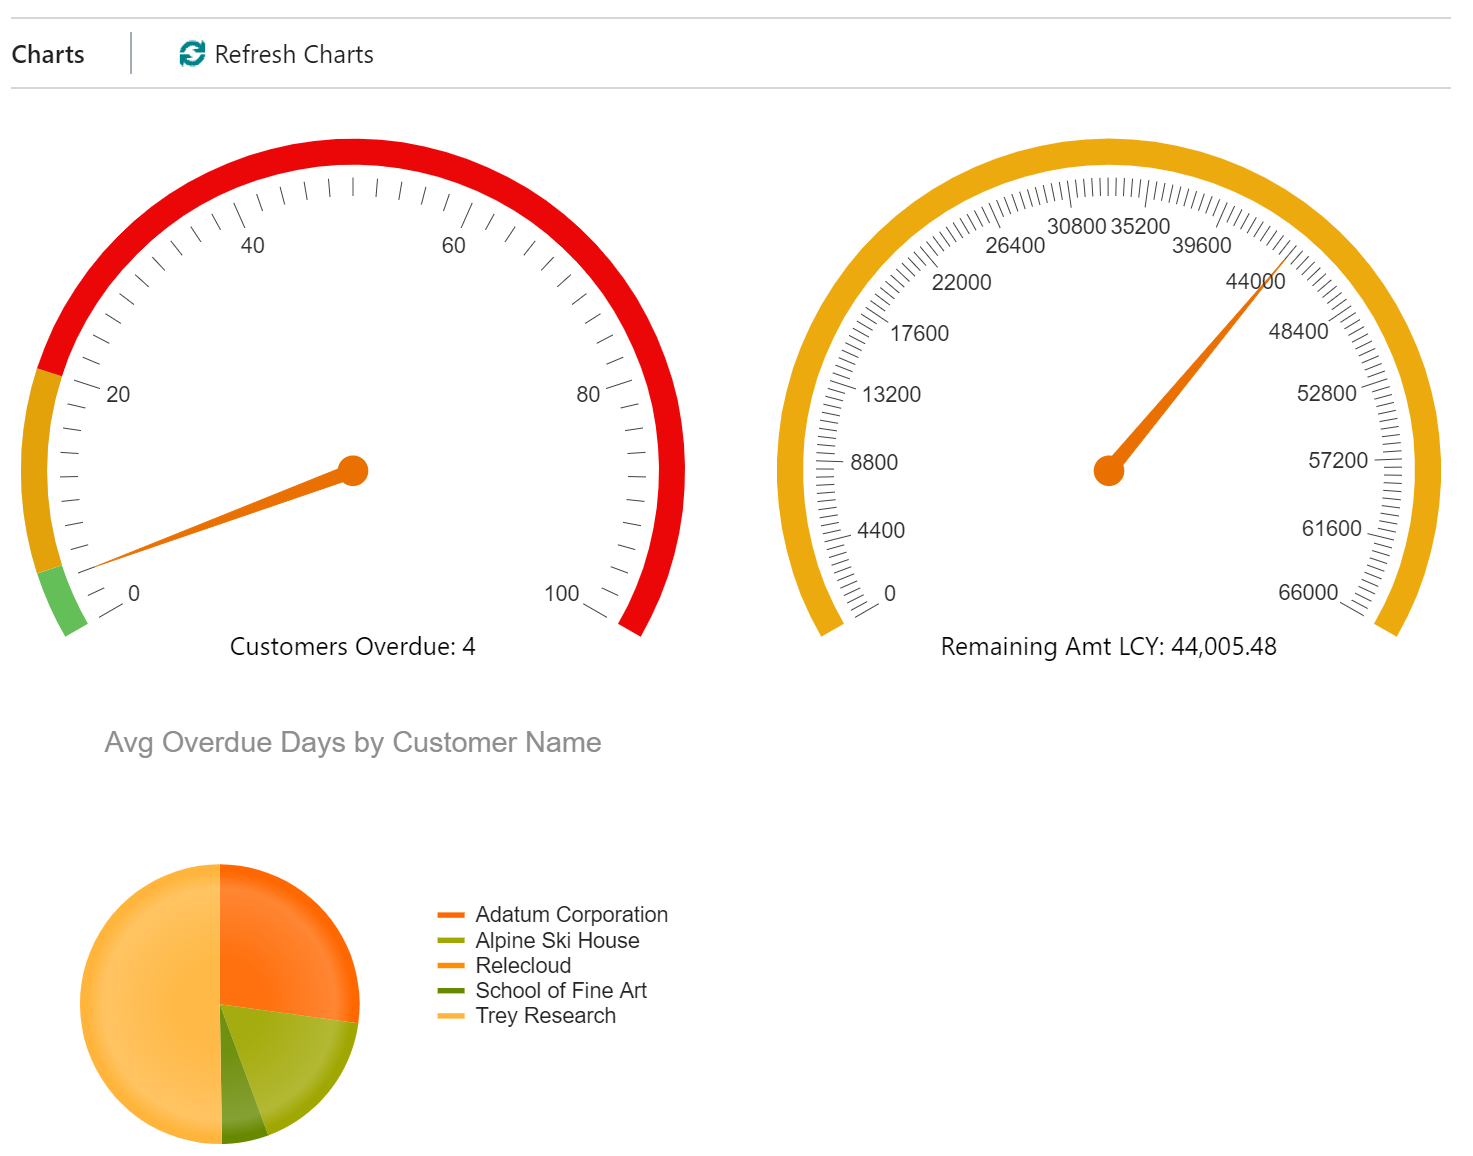 Charts
Refresh Charts
0
20
40
60
80
100
Customers Overdue: 4
0
4400
8800
13200
17600
22000
26400
30800
35200
39600
44000
48400
52800
57200
61600
66000
Remaining Amt LCY: 44,005.48
Avg Overdue Days by Customer Name
Adatum Corporation
Alpine Ski House
Relecloud
School of Fine Art
Trey Research